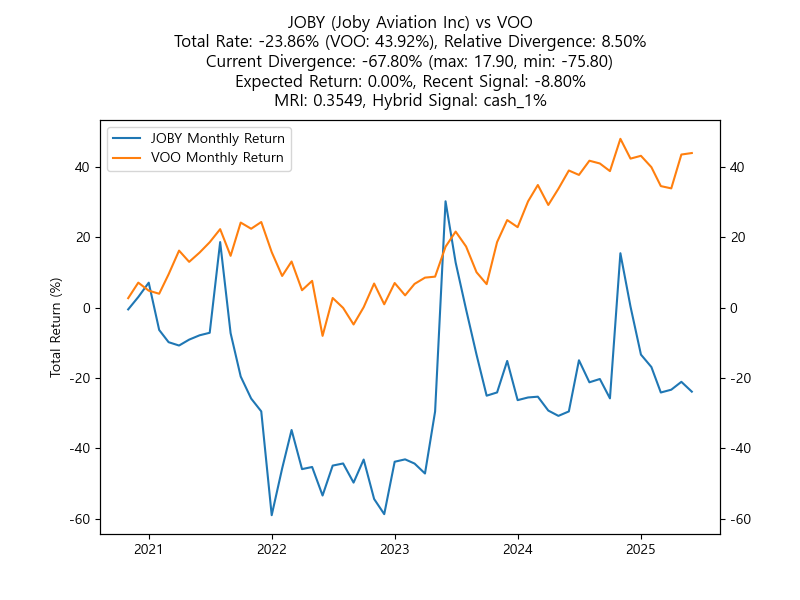 JOBY (Joby Aviation Inc) vs VOO
Total Rate: -23.86% (VOO: 43.92%), Relative Divergence: 8.50%
Current Divergence: -67.80% (max: 17.90, min: -75.80)
Expected Return: 0.00%, Recent Signal: -8.80%
MRI: 0.3549, Hybrid Signal: cash_1%
JOBY Monthly Return
VOO Monthly Return
Total Return (%)
40
20
0
-20
-40
-60
40
20
0
-20
-40
-60
2021 2022 2023 2024 2025